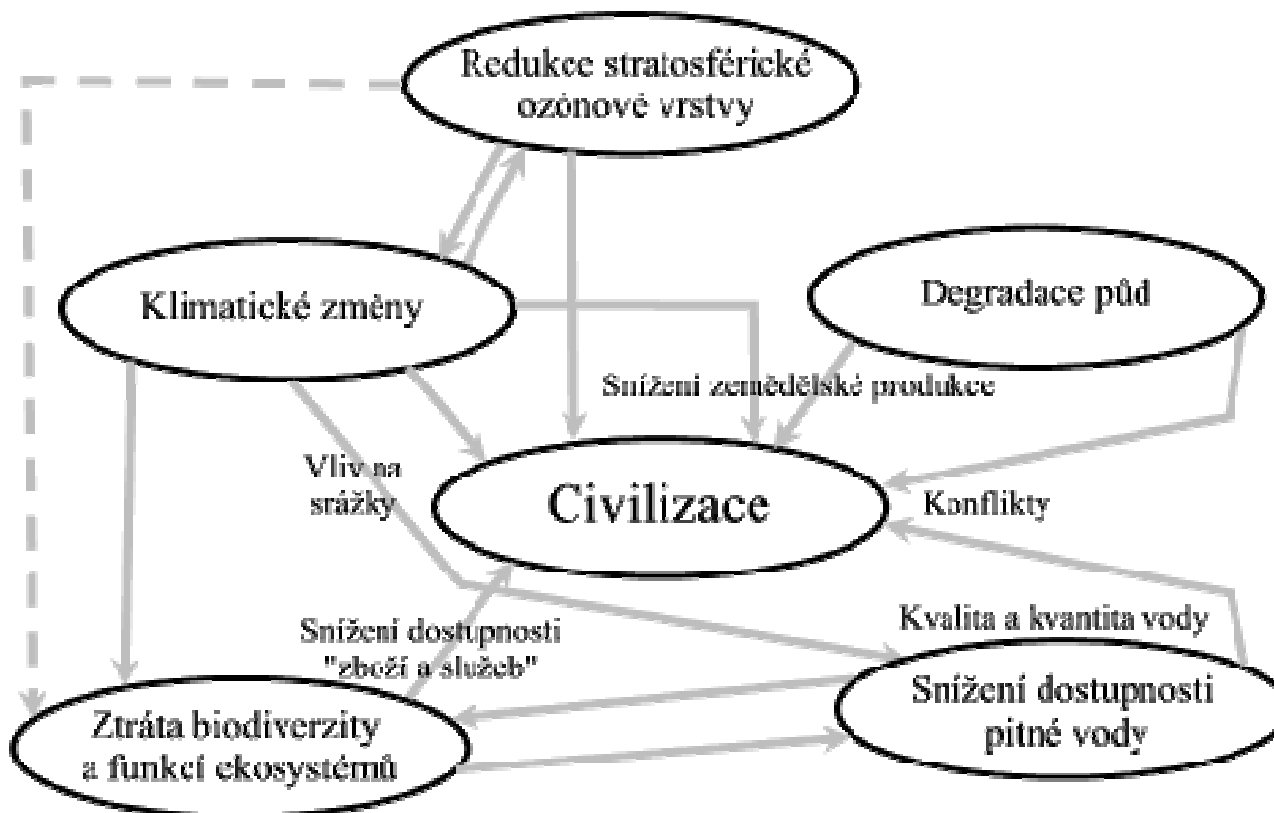 Redukce stratosférické
ozónové vrstvy
Klimatické změny
Degradace půd
Snížení zemědělské produkce
Vliv na
srážky
Civilizace
Konflikty
Snížení dostupnosti
"zboží a služeb"
Kvalita a kvantita vody
Ztráta biodiverzity
a funkcí ekosystémů
Snížení dostupnosti
pitné vody